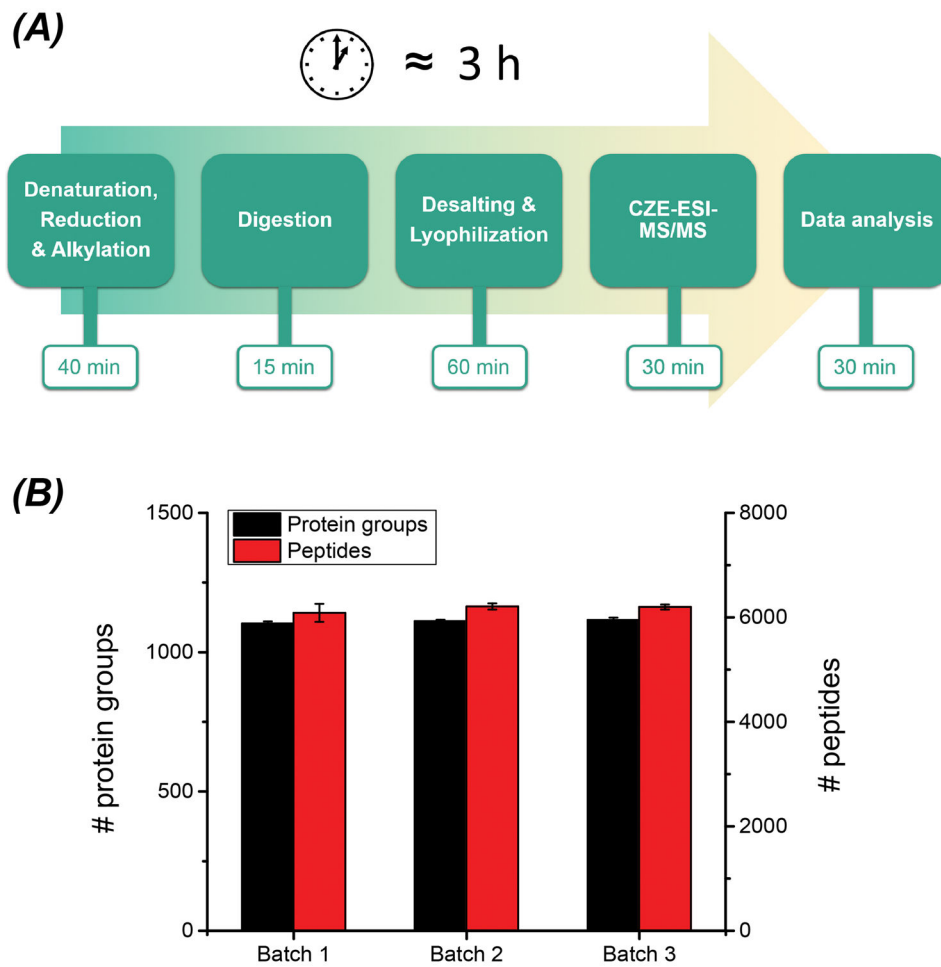 (A)
≈ 3 h
Denaturation,
Reduction
& Alkylation
Digestion
Desalting &
Lyophilization
CZE-ESI-
MS/MS
Data analysis
40 min
15 min
60 min
30 min
30 min
(B)
# protein groups
1500
1000
500
0
Protein groups
Peptides
8000
6000
4000
2000
0
# peptides
Batch 1
Batch 2
Batch 3